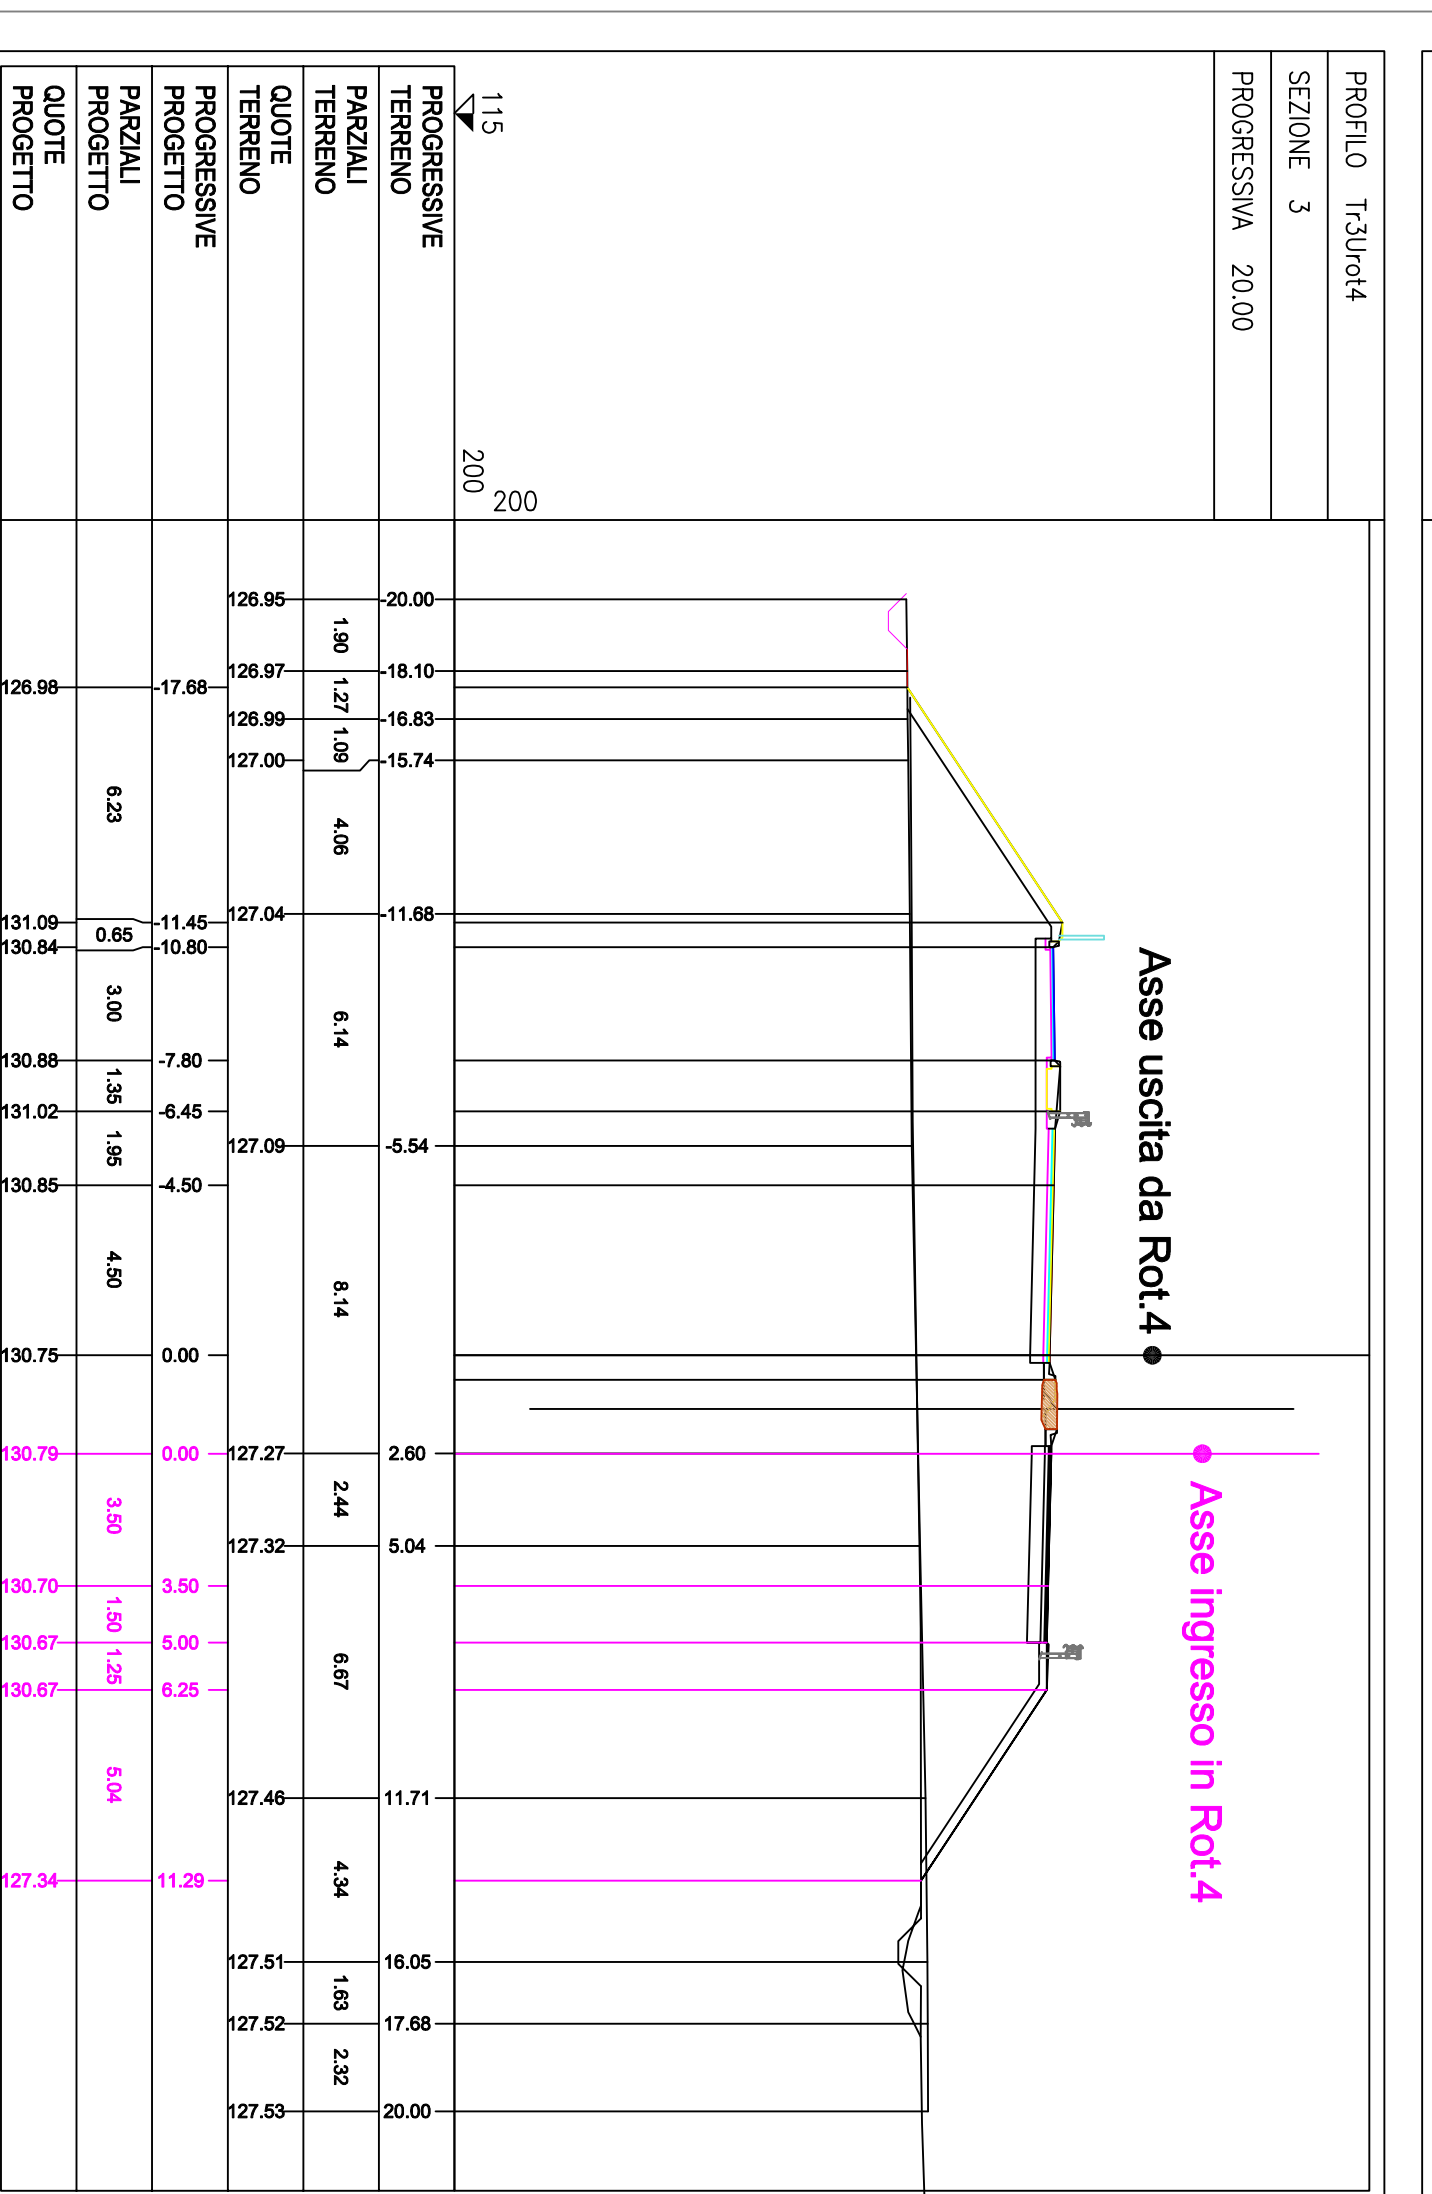 PROFILO Tr3Urot4
SEZIONE 3
PROGRESSIVA 20.00
Asse uscita da Rot.4
Asse ingresso in Rot.4
115
200
200
PROGRESSIVE
TERRENO
-20.00 -18.10 -16.83 -15.74 -11.68 -5.54 2.60 5.04 11.71 16.05 17.68 20.00
PARZIALI
TERRENO
1.90 1.27 1.09 4.06 6.14 8.14 2.44 6.67 4.34 1.63 2.32
QUOTE
TERRENO
126.95 126.97 126.99 127.00 127.04 127.09 127.27 127.32 127.46 127.51 127.52 127.53
PROGRESSIVE
PROGETTO
-17.68 -11.45 -10.80 -7.80 -6.45 -4.50 0.00 0.00 3.50 5.00 6.25 11.29
PARZIALI
PROGETTO
6.23 0.65 3.00 1.35 1.95 4.50 3.50 1.50 1.25 5.04
QUOTE
PROGETTO
126.98 131.09 130.84 130.88 131.02 130.85 130.75 130.79 130.70 130.67 130.67 127.34